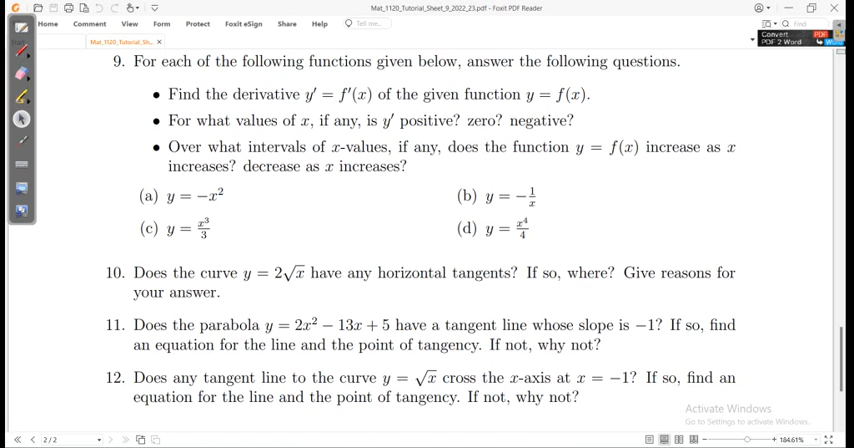 Mat_1120_Tutorial_Sheet_9_2022_23.pdf - Foxit PDF Reader
Home Comment View Form Protect Foxit eSign Share Help Tell me... Find
Mat_1120_Tutorial_Sh... ×
Convert PDF
PDF 2 Word Word
9. For each of the following functions given below, answer the following questions.
• Find the derivative y′ = f′(x) of the given function y = f(x).
• For what values of x, if any, is y′ positive? zero? negative?
• Over what intervals of x-values, if any, does the function y = f(x) increase as x
increases? decrease as x increases?
(a) y = −x² (b) y = −1/x
(c) y = x³/3 (d) y = x⁴/4
10. Does the curve y = 2√x have any horizontal tangents? If so, where? Give reasons for
your answer.
11. Does the parabola y = 2x² − 13x + 5 have a tangent line whose slope is −1? If so, find
an equation for the line and the point of tangency. If not, why not?
12. Does any tangent line to the curve y = √x cross the x-axis at x = −1? If so, find an
equation for the line and the point of tangency. If not, why not?
Activate Windows
Go to Settings to activate Windows.
2 / 2 184.61%